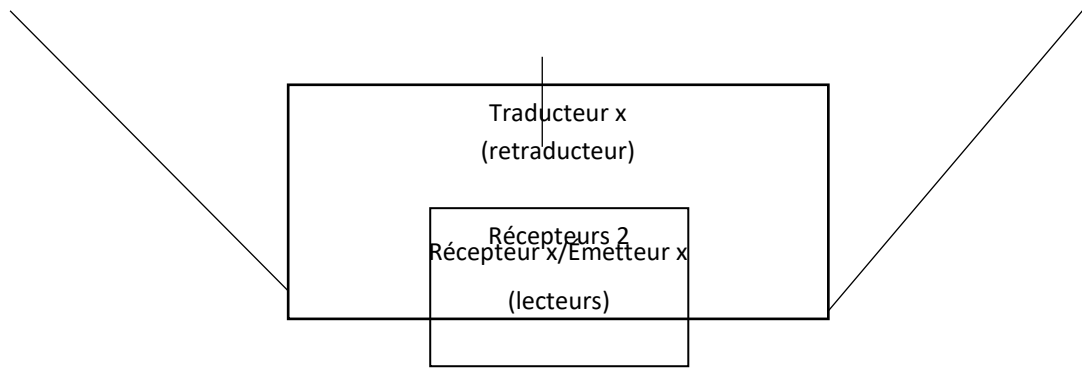 Traducteur x
(retraducteur)
Récepteurs 2
Récepteur x/Émetteur x
(lecteurs)